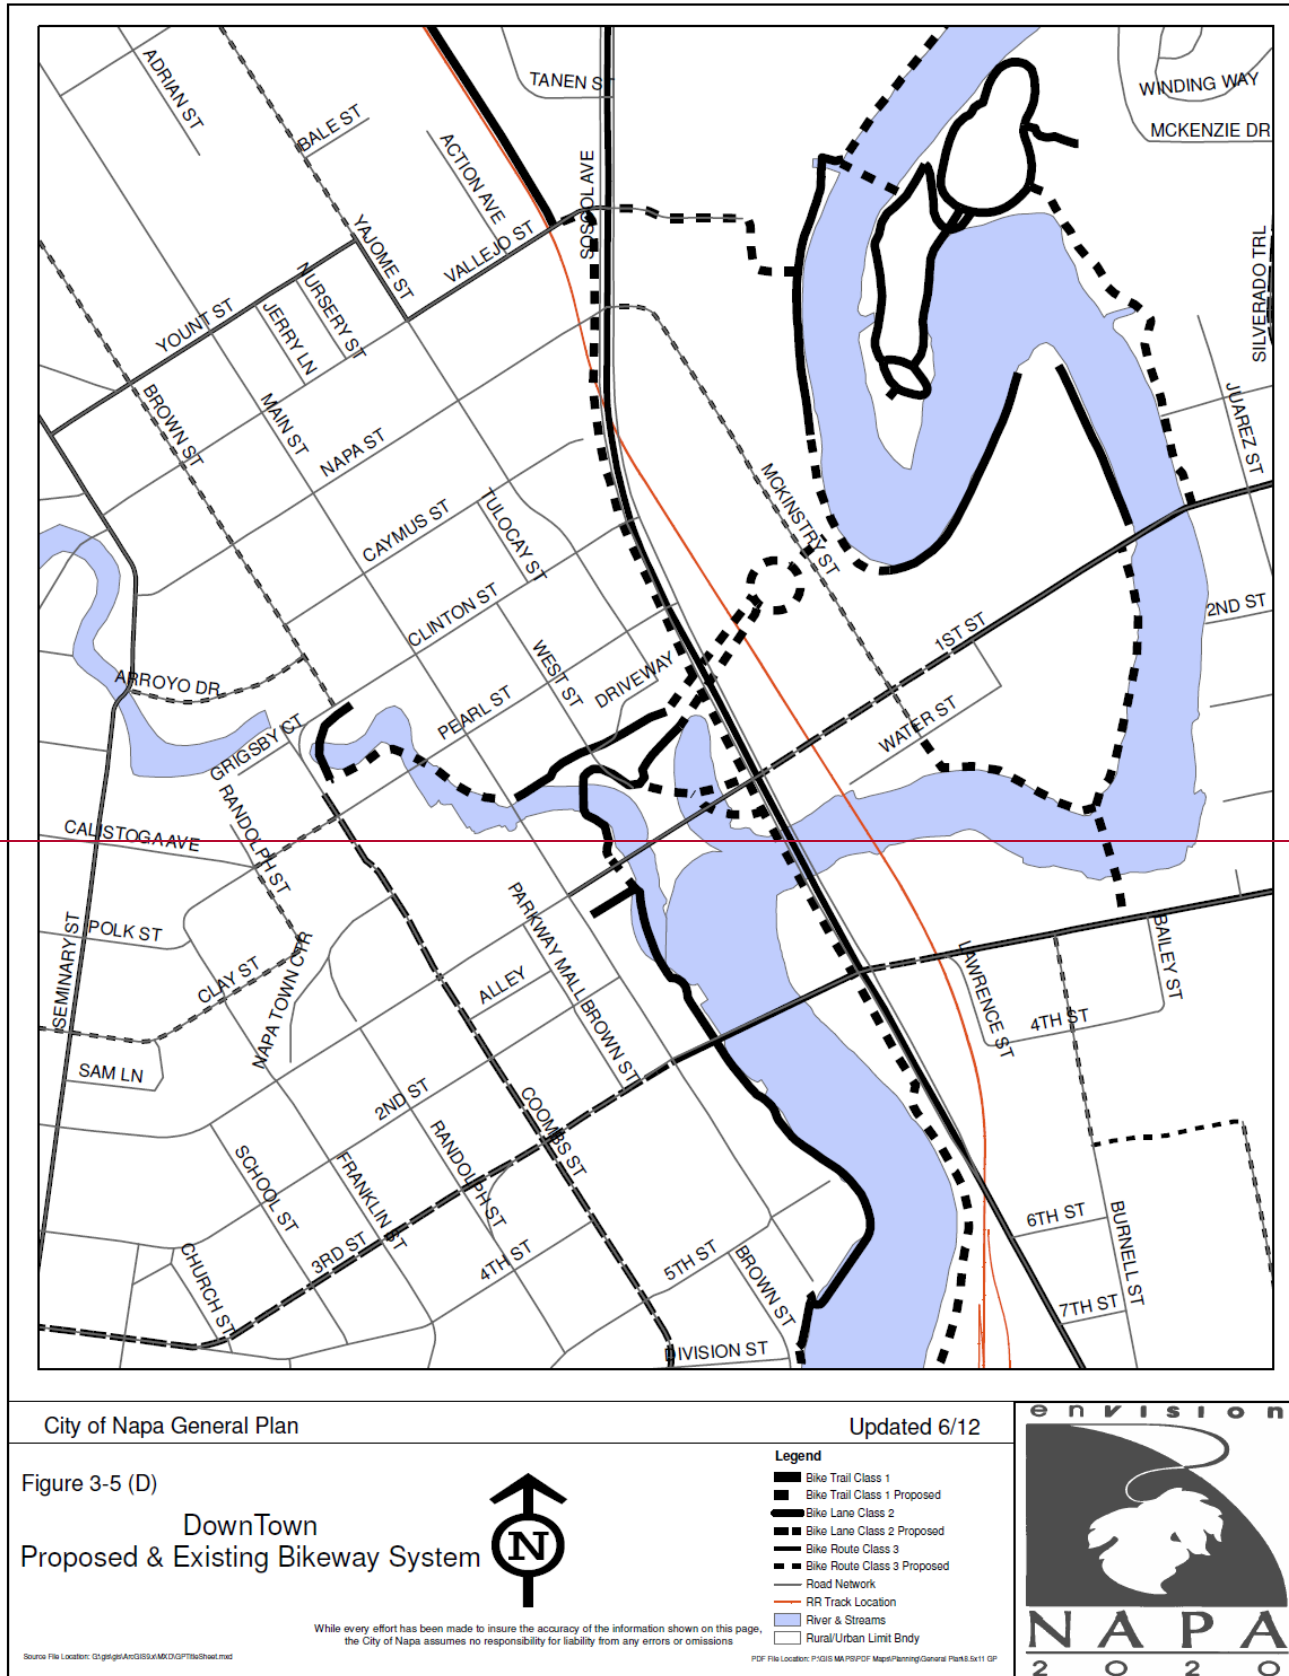 TANEN ST
WINDING WAY
MCKENZIE DR
ADRIAN ST
BALE ST
ACTION AVE
SOSCOL AVE
YAJOME ST
VALLEJO ST
SILVERADO TRL
NURSERY ST
JERRY LN
YOUNT ST
BROWN ST
MAIN ST
NAPA ST
JUAREZ ST
MCKINSTRY ST
CAYMUS ST
TULOCAY ST
CLINTON ST
2ND ST
1ST ST
WEST ST
DRIVEWAY
ARROYO DR
PEARL ST
WATER ST
GRIGSBY CT
RANDOLPH ST
CALISTOGA AVE
PARKWAY MALL
POLK ST
SEMINARY ST
NAPA TOWN CTR
CLAY ST
ALLEY
BROWN ST
LAWRENCE ST
BAILEY ST
4TH ST
SAM LN
2ND ST
COOMBS ST
RANDOLPH ST
SCHOOL ST
FRANKLIN ST
6TH ST
BURNELL ST
3RD ST
CHURCH ST
4TH ST
5TH ST
BROWN ST
7TH ST
DIVISION ST
City of Napa General Plan
Updated 6/12
Figure 3-5 (D)
DownTown
Proposed & Existing Bikeway System
N
While every effort has been made to insure the accuracy of the information shown on this page,
the City of Napa assumes no responsibility for liability from any errors or omissions
Legend
Bike Trail Class 1
Bike Trail Class 1 Proposed
Bike Lane Class 2
Bike Lane Class 2 Proposed
Bike Route Class 3
Bike Route Class 3 Proposed
Road Network
RR Track Location
River & Streams
Rural/Urban Limit Bndy
envision
NAPA
2020